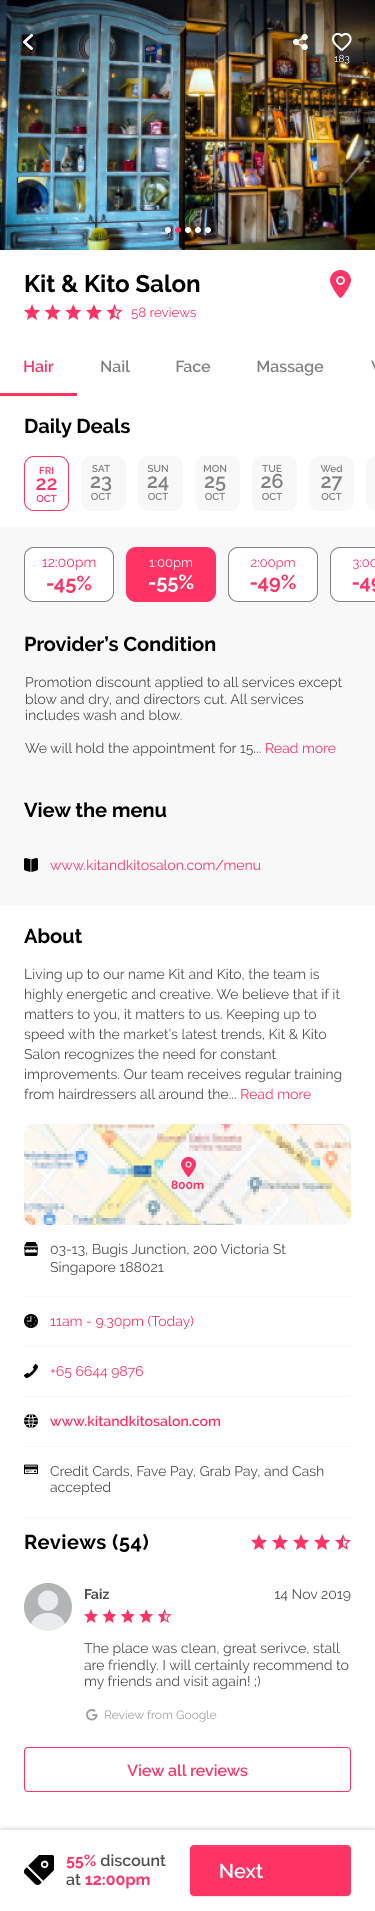 183
Kit & Kito Salon
58 reviews
Hair Nail Face Massage
Daily Deals
FRI SAT SUN MON TUE Wed
22 23 24 25 26 27
OCT OCT OCT OCT OCT OCT
12:00pm 1:00pm 2:00pm
-45% -55% -49%
Provider’s Condition
Promotion discount applied to all services except
blow and dry, and directors cut. All services
includes wash and blow.
We will hold the appointment for 15... Read more
View the menu
www.kitandkitosalon.com/menu
About
Living up to our name Kit and Kito, the team is
highly energetic and creative. We believe that if it
matters to you, it matters to us. Keeping up to
speed with the market's latest trends, Kit & Kito
Salon recognizes the need for constant
improvements. Our team receives regular training
from hairdressers all around the... Read more
800m
03-13, Bugis Junction, 200 Victoria St
Singapore 188021
11am - 9.30pm (Today)
+65 6644 9876
www.kitandkitosalon.com
Credit Cards, Fave Pay, Grab Pay, and Cash
accepted
Reviews (54)
Faiz 14 Nov 2019
The place was clean, great serivce, stall
are friendly. I will certainly recommend to
my friends and visit again! ;)
Review from Google
View all reviews
55% discount
at 12:00pm
Next